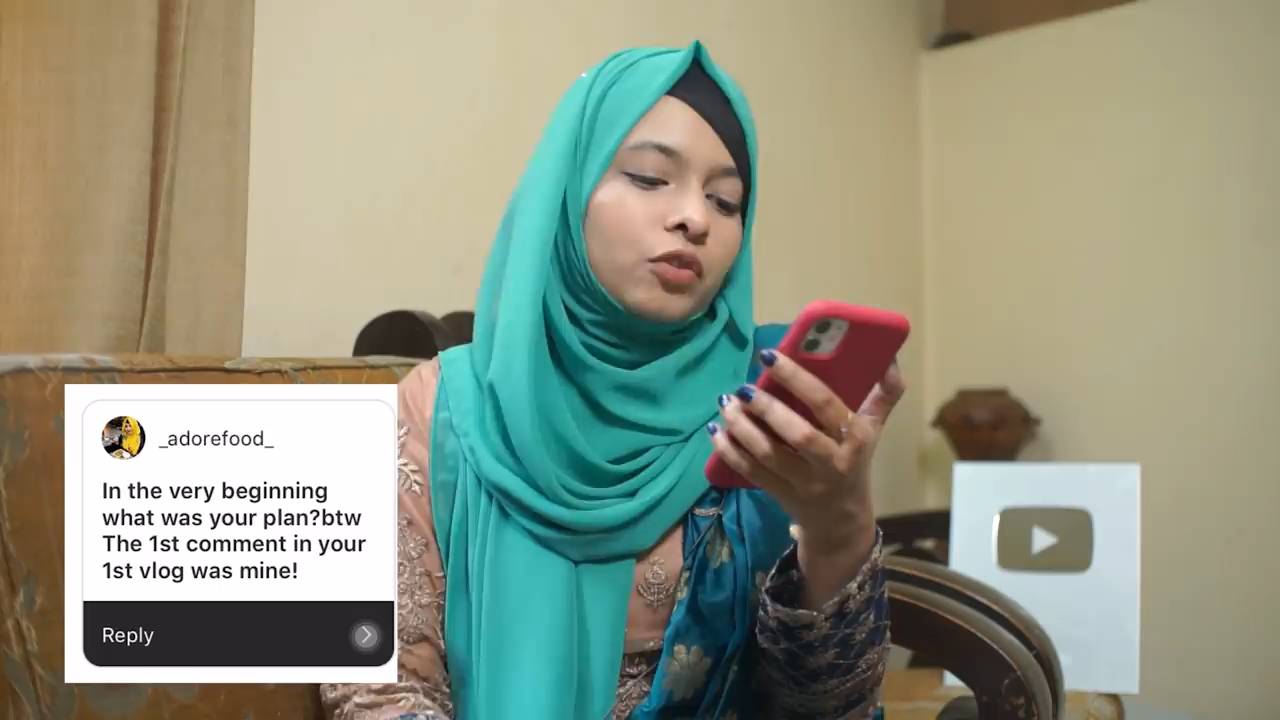 _adorefood_
In the very beginning
what was your plan?btw
The 1st comment in your
1st vlog was mine!
Reply